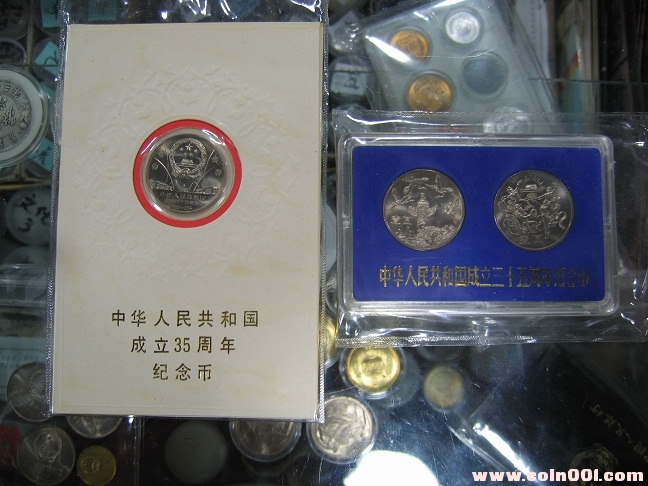 中华人民共和国
成立35周年
纪念币
中华人民共和国成立三十五周年纪念币
www.coin001.com